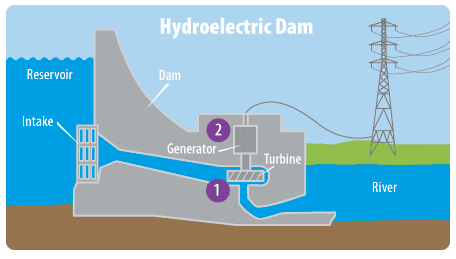 Hydroelectric Dam
Reservoir
Dam
Intake
2
Generator
Turbine
1
River